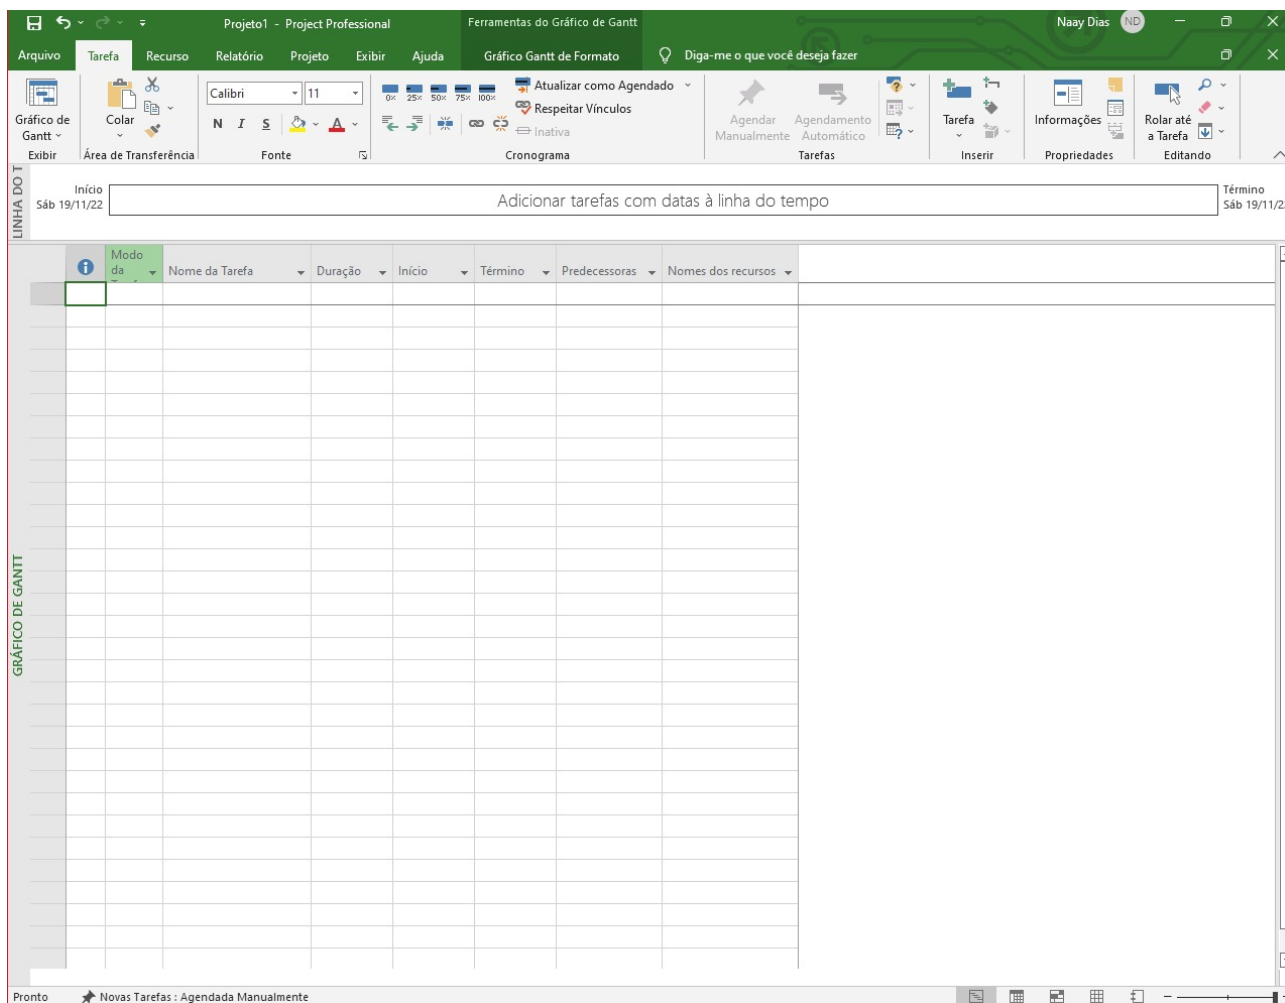 Projeto1 - Project Professional
Ferramentas do Gráfico de Gantt
Naay Dias
ND
Arquivo
Tarefa
Recurso
Relatório
Projeto
Exibir
Ajuda
Gráfico Gantt de Formato
Diga-me o que você deseja fazer
Gráfico de
Gantt
Exibir
Colar
Área de Transferência
Calibri
11
N I S
A
Fonte
0% 25% 50% 75% 100%
Atualizar como Agendado
Respeitar Vínculos
Inativa
Cronograma
Agendar
Manualmente
Agendamento
Automático
Tarefas
Tarefa
Inserir
Informações
Propriedades
Rolar até
a Tarefa
Editando
LINHA DO T
Início
Sáb 19/11/22
Adicionar tarefas com datas à linha do tempo
Término
Sáb 19/11/2
Modo
da
Nome da Tarefa
Duração
Início
Término
Predecessoras
Nomes dos recursos
GRÁFICO DE GANTT
Pronto
Novas Tarefas : Agendada Manualmente